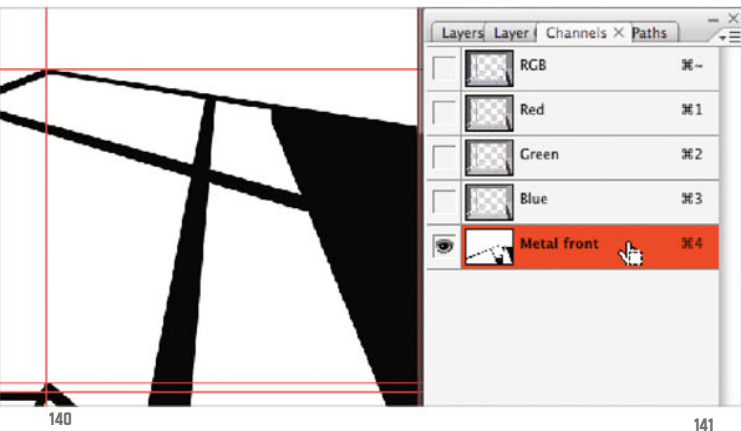 Layers Layer Channels × Paths
RGB ⌘~
Red ⌘1
Green ⌘2
Blue ⌘3
Metal front ⌘4
140
141